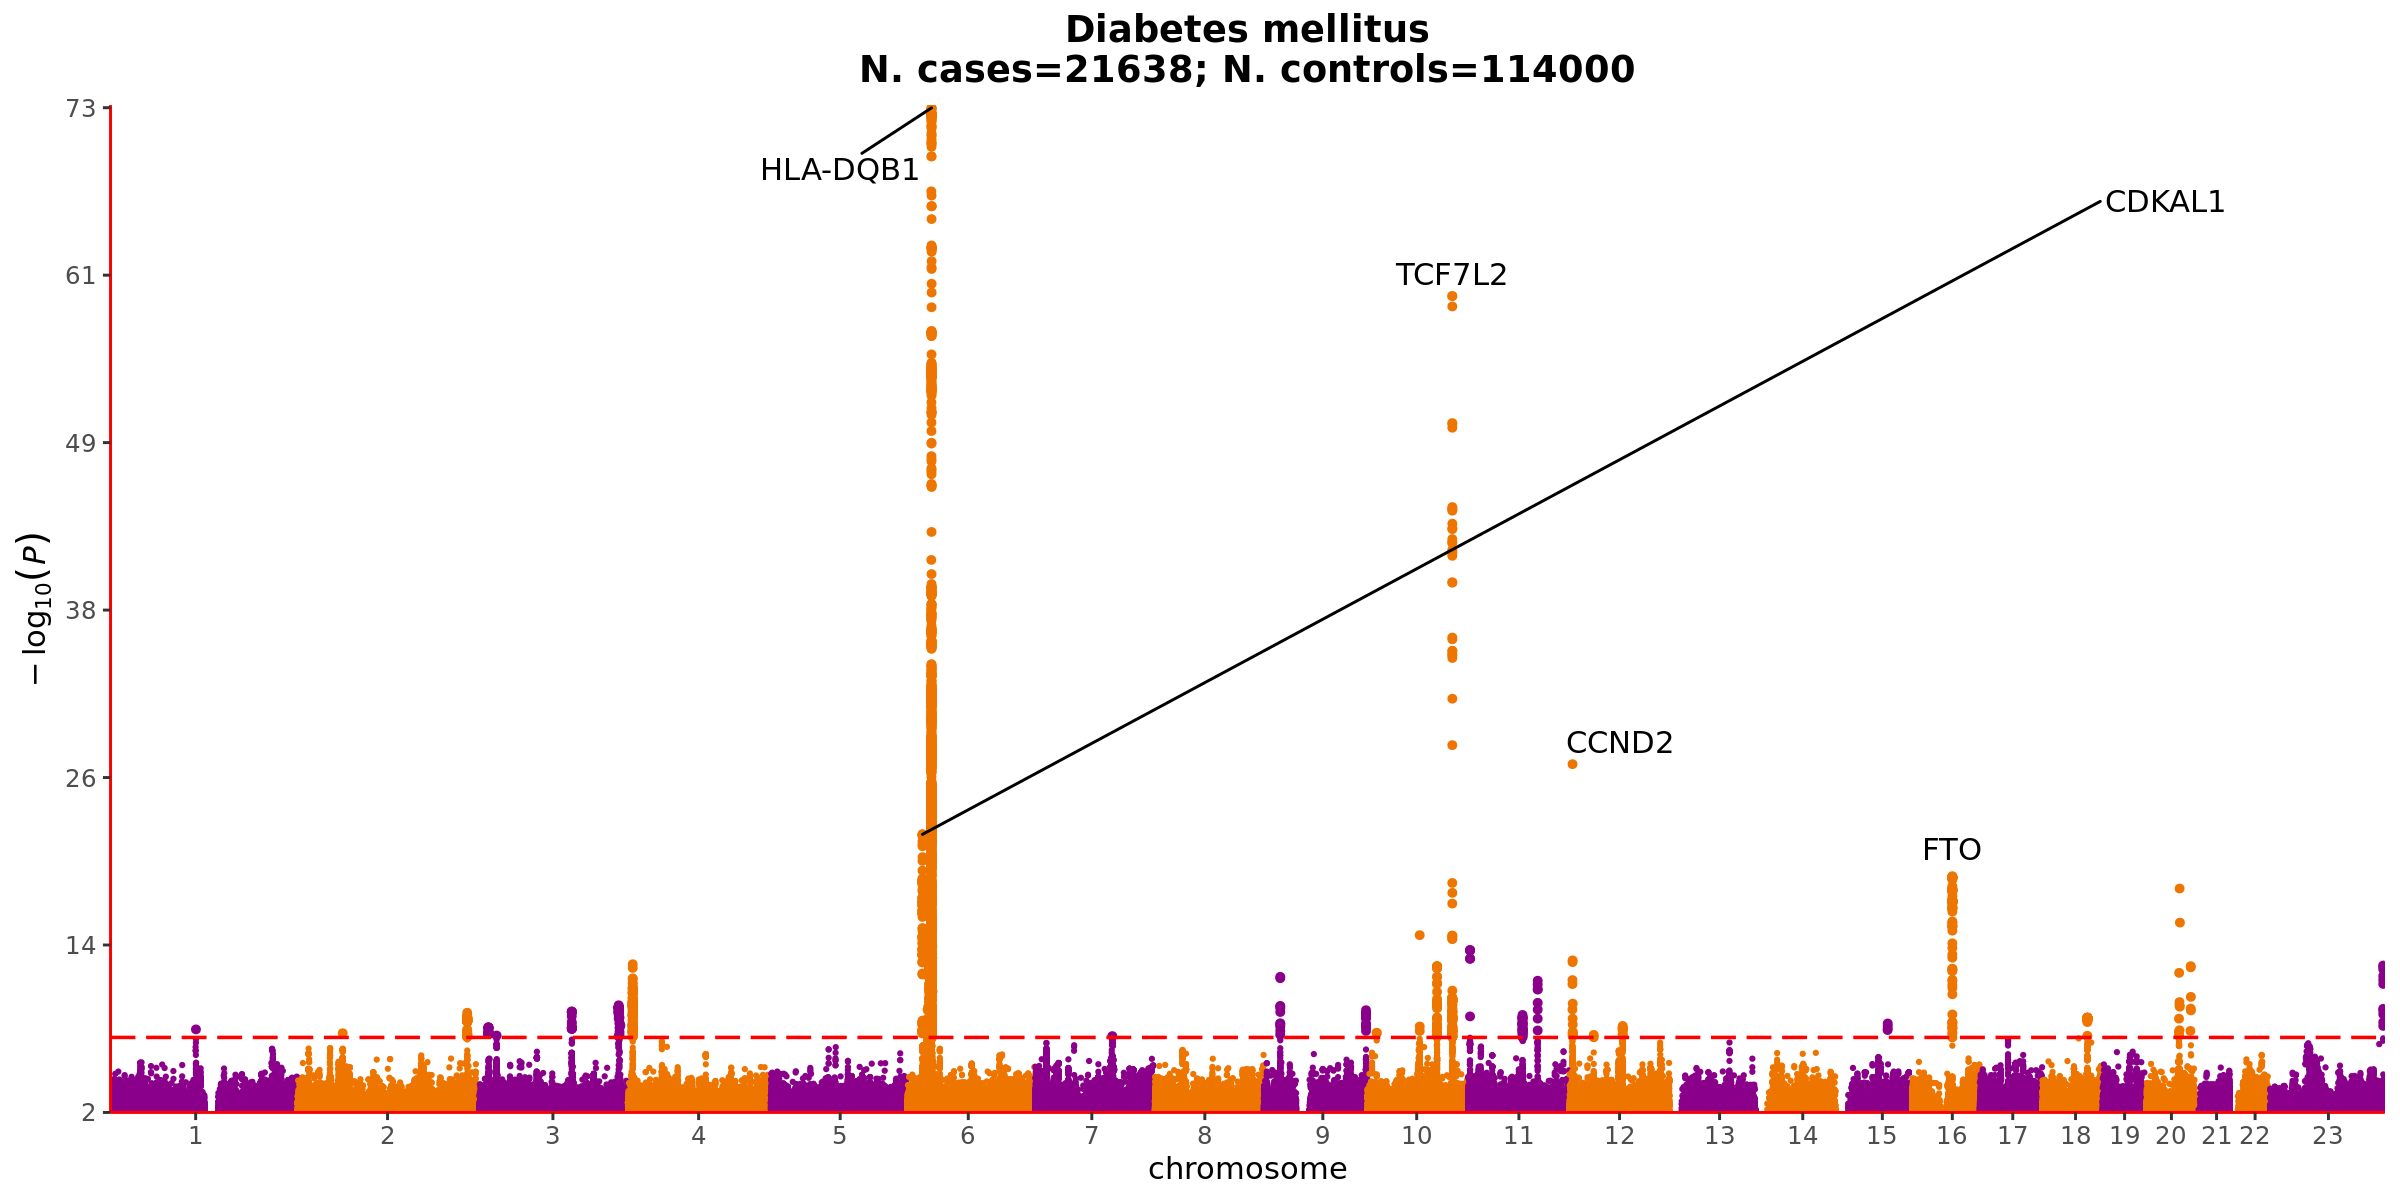 Diabetes mellitus
N. cases=21638; N. controls=114000
73
61
49
38
26
14
2
− log10(P)
HLA-DQB1
CDKAL1
TCF7L2
CCND2
FTO
1 2 3 4 5 6 7 8 9 10 11 12 13 14 15 16 17 18 19 20 21 22 23
chromosome